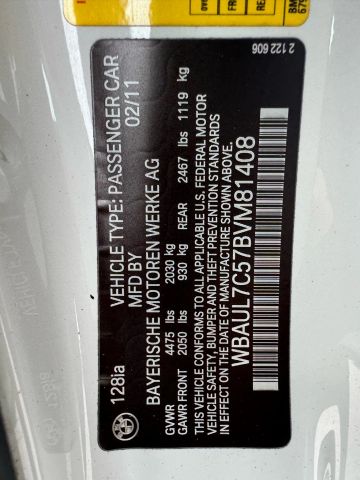 128ia
VEHICLE TYPE: PASSENGER CAR
MFD BY 02/11
BAYERISCHE MOTOREN WERKE AG
GVWR 4475 lbs 2030 kg
GAWR FRONT 2050 lbs 930 kg REAR 2467 lbs 1119 kg
THIS VEHICLE CONFORMS TO ALL APPLICABLE U.S. FEDERAL MOTOR
VEHICLE SAFETY, BUMPER AND THEFT PREVENTION STANDARDS
IN EFFECT ON THE DATE OF MANUFACTURE SHOWN ABOVE.
WBAUL7C57BVM81408
2 122 606